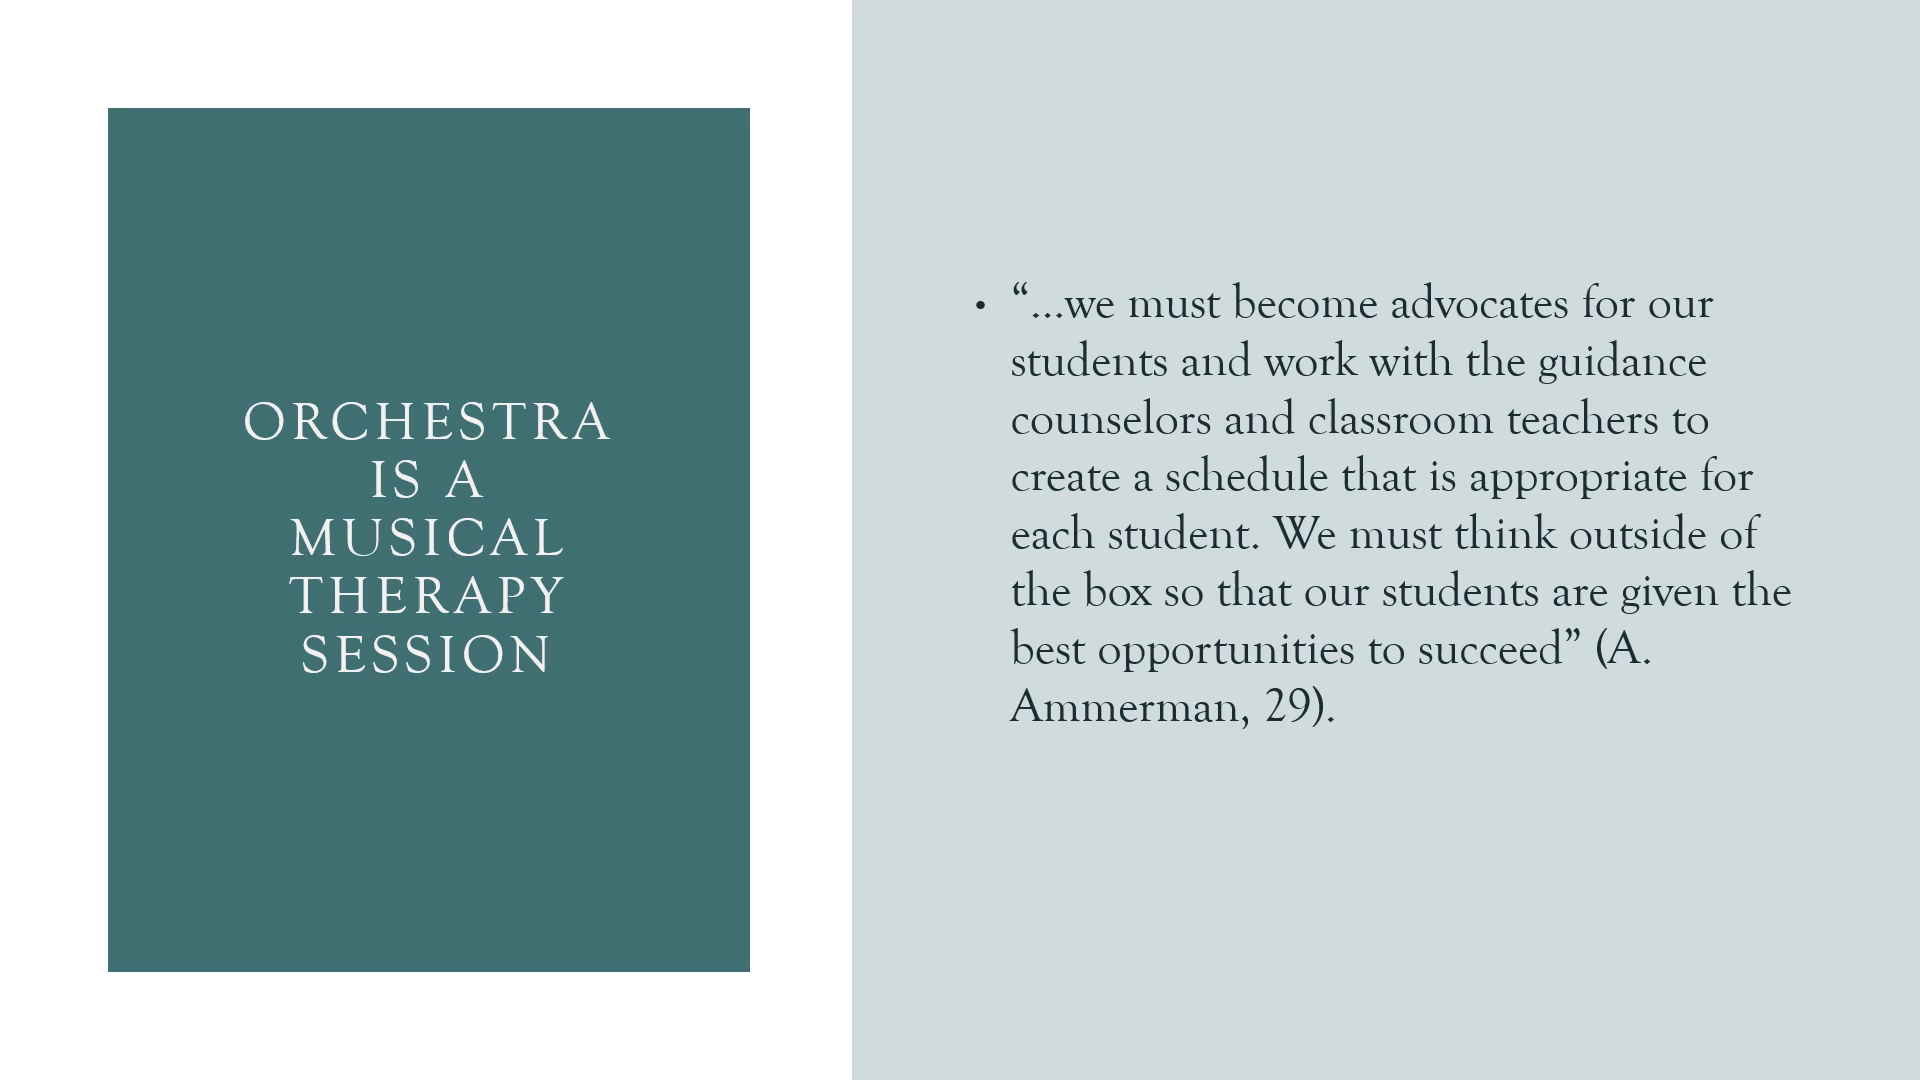 ORCHESTRA
IS A
MUSICAL
THERAPY
SESSION
• “…we must become advocates for our
students and work with the guidance
counselors and classroom teachers to
create a schedule that is appropriate for
each student. We must think outside of
the box so that our students are given the
best opportunities to succeed” (A.
Ammerman, 29).